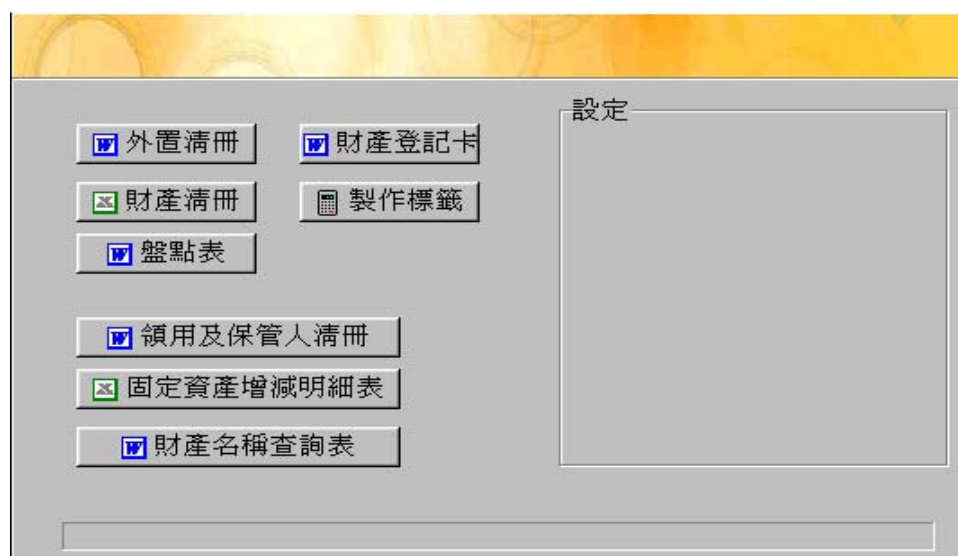 設定
外置清冊
財產登記卡
財產清冊
製作標籤
盤點表
領用及保管人清冊
固定資產增減明細表
財產名稱查詢表